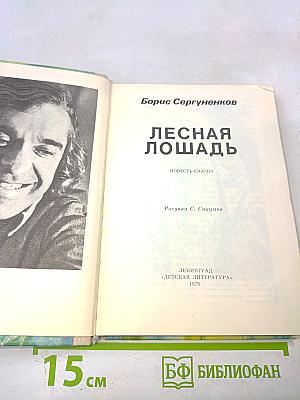 Борис Сергуненков
ЛЕСНАЯ
ЛОШАДЬ
ПОВЕСТЬ-СКАЗКА
Рисунки С. Спицына
ЛЕНИНГРАД
«ДЕТСКАЯ ЛИТЕРАТУРА»
1979
15 см
БФ БИБЛИОФАН